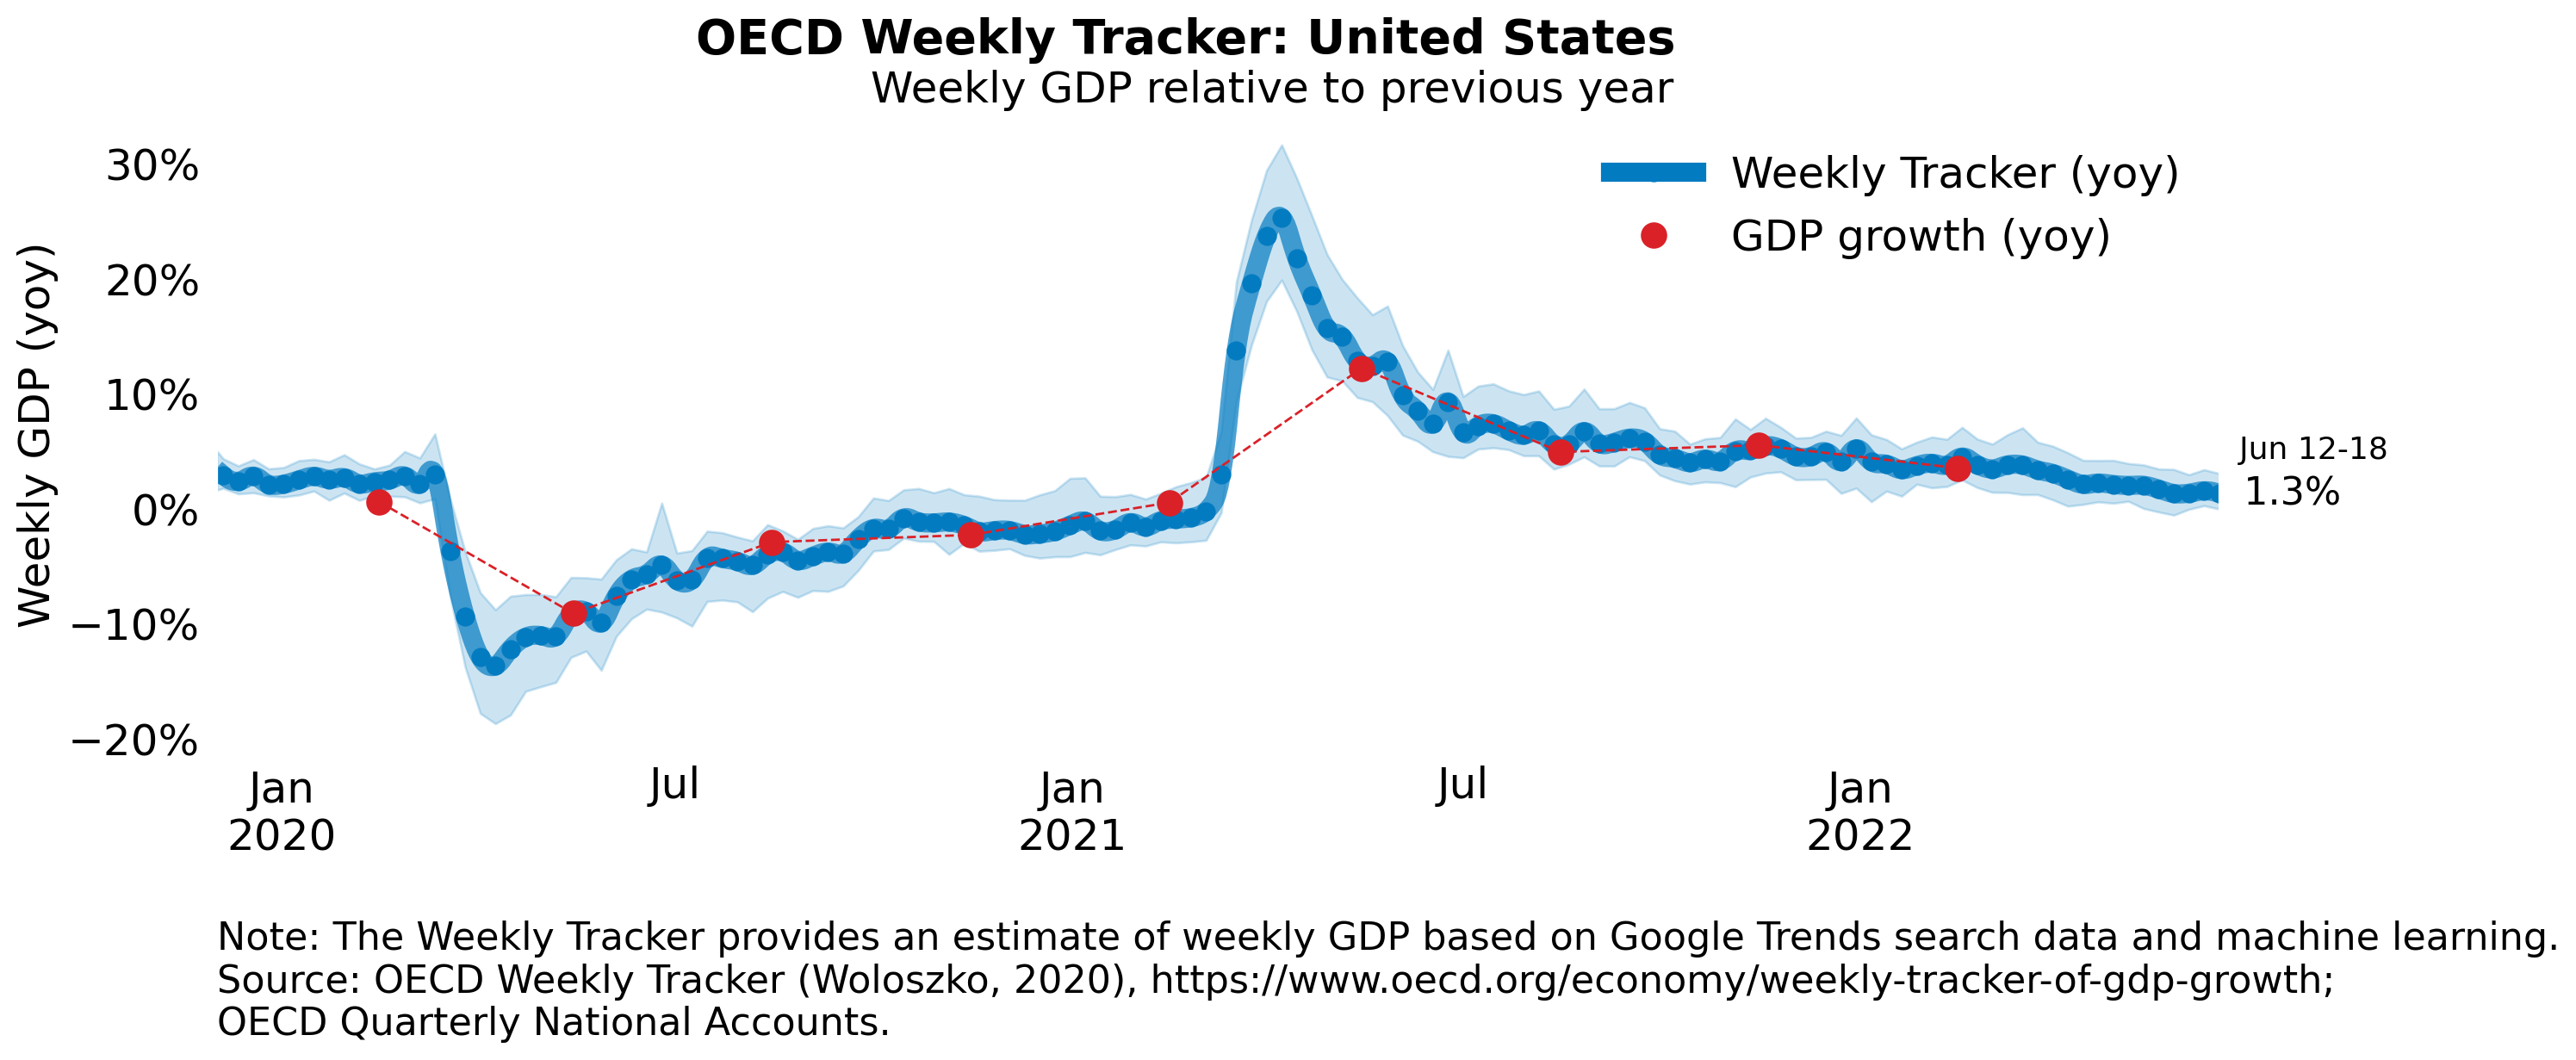 OECD Weekly Tracker: United States
Weekly GDP relative to previous year
Weekly GDP (yoy)
30%
20%
10%
0%
−10%
−20%
Weekly Tracker (yoy)
GDP growth (yoy)
Jun 12-18
1.3%
Jan
2020
Jul
Jan
2021
Jul
Jan
2022
Note: The Weekly Tracker provides an estimate of weekly GDP based on Google Trends search data and machine learning.
Source: OECD Weekly Tracker (Woloszko, 2020), https://www.oecd.org/economy/weekly-tracker-of-gdp-growth;
OECD Quarterly National Accounts.